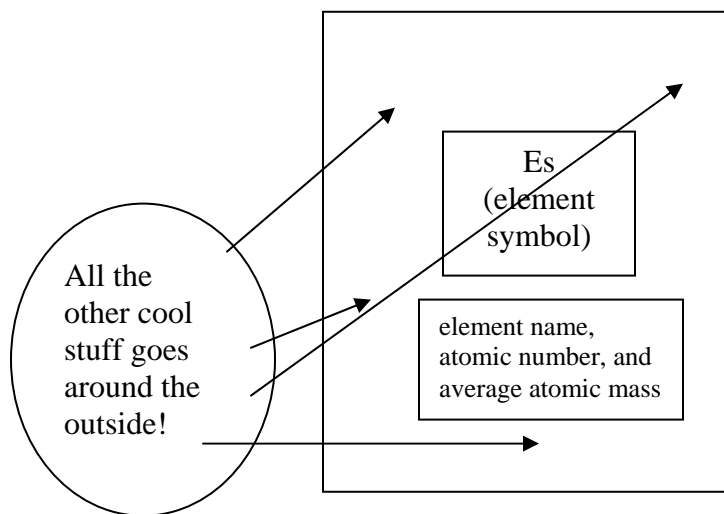 Es
(element
symbol)
All the
other cool
stuff goes
around the
outside!
element name,
atomic number, and
average atomic mass